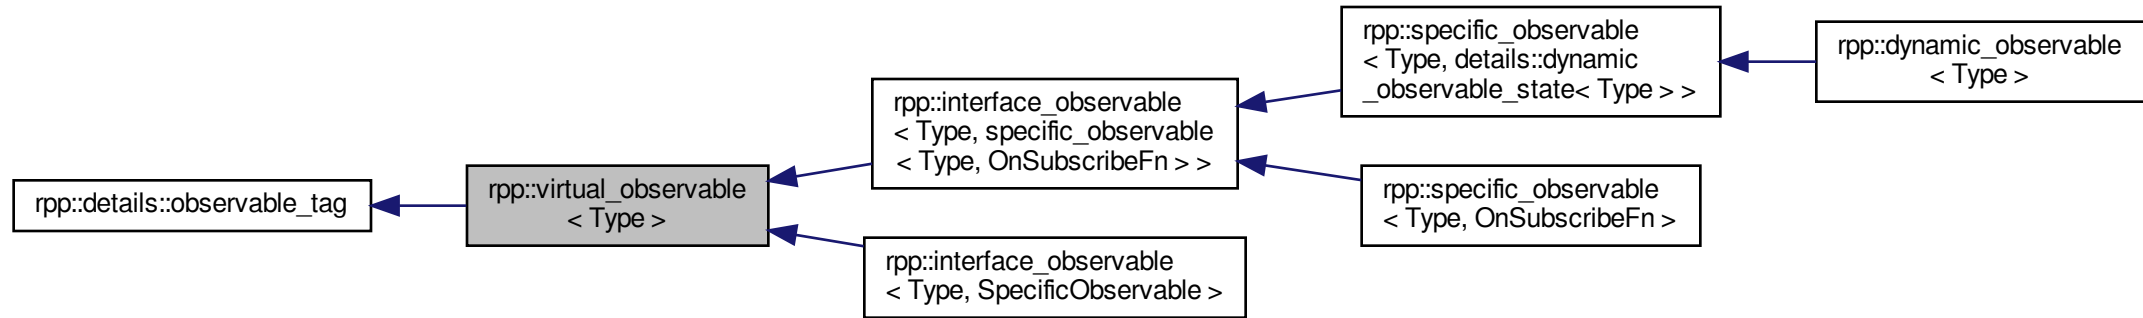 rpp::details::observable_tag
rpp::virtual_observable
< Type >
rpp::interface_observable
< Type, specific_observable
< Type, OnSubscribeFn > >
rpp::interface_observable
< Type, SpecificObservable >
rpp::specific_observable
< Type, details::dynamic
_observable_state< Type > >
rpp::specific_observable
< Type, OnSubscribeFn >
rpp::dynamic_observable
< Type >